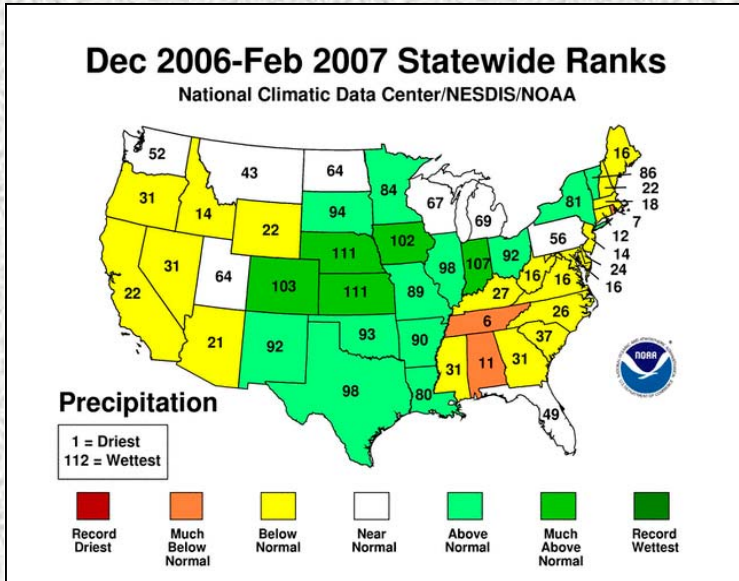 Dec 2006-Feb 2007 Statewide Ranks
National Climatic Data Center/NESDIS/NOAA
52
43
64
84
67
69
81
16
86
22
18
7
12
14
24
16
31
14
22
94
111
102
98
107
92
56
22
31
64
103
111
89
27
16
16
26
37
21
92
93
90
6
31
11
31
98
80
49
NOAA
Precipitation
1 = Driest
112 = Wettest
Record
Driest
Much
Below
Normal
Below
Normal
Near
Normal
Above
Normal
Much
Above
Normal
Record
Wettest